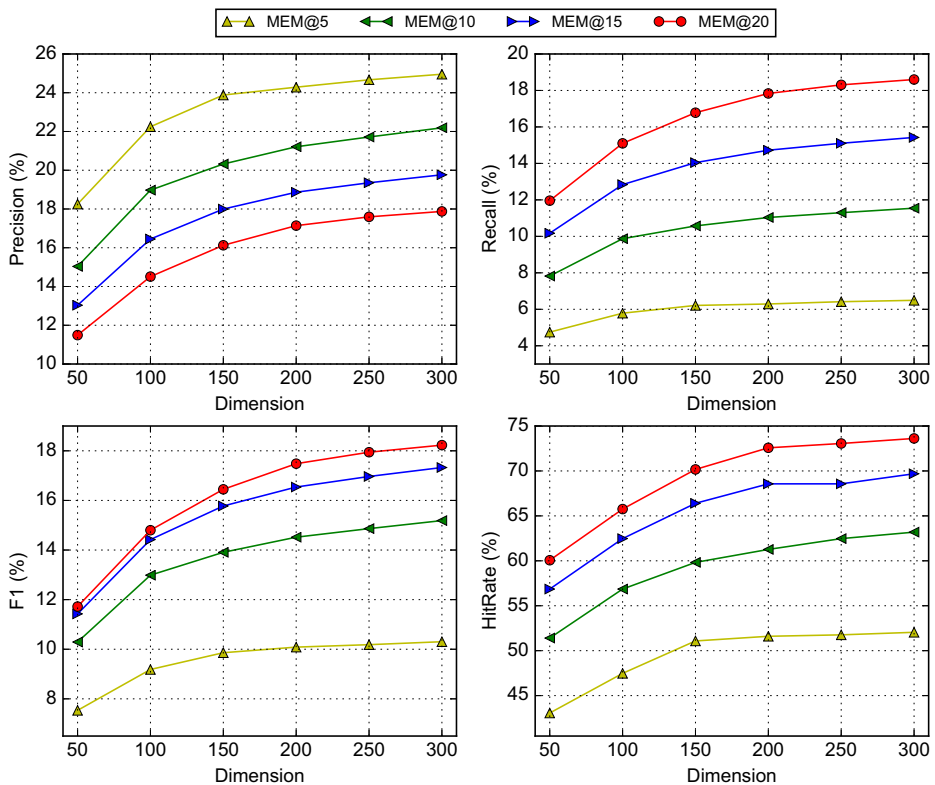 MEM@5 MEM@10 MEM@15 MEM@20
26
24
22
20
18
16
14
12
10
Precision (%)
50 100 150 200 250 300
Dimension
20
18
16
14
12
10
8
6
4
Recall (%)
50 100 150 200 250 300
Dimension
18
16
14
12
10
8
F1 (%)
50 100 150 200 250 300
Dimension
75
70
65
60
55
50
45
HitRate (%)
50 100 150 200 250 300
Dimension